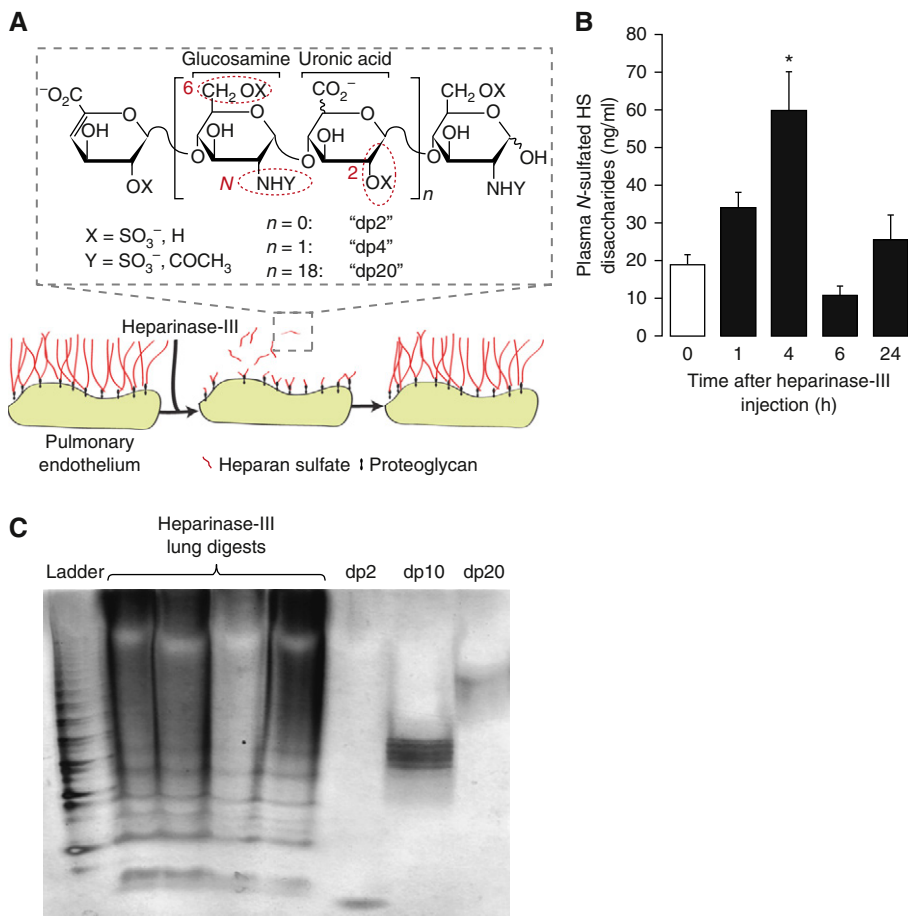 A
Glucosamine Uronic acid
6 CH2OX CO2− CH2OX
−O2C
O O O O
OH OH OH OH
O O O OH
OX N NHY 2 OX NHY
n
X = SO3−, H
Y = SO3−, COCH3
n = 0: “dp2”
n = 1: “dp4”
n = 18: “dp20”
Heparinase-III
Pulmonary
endothelium
Heparan sulfate Proteoglycan
B
Plasma N-sulfated HS
disaccharides (ng/ml)
80
70
60
50
40
30
20
10
0
*
0 1 4 6 24
Time after heparinase-III
injection (h)
C
Heparinase-III
lung digests
Ladder dp2 dp10 dp20